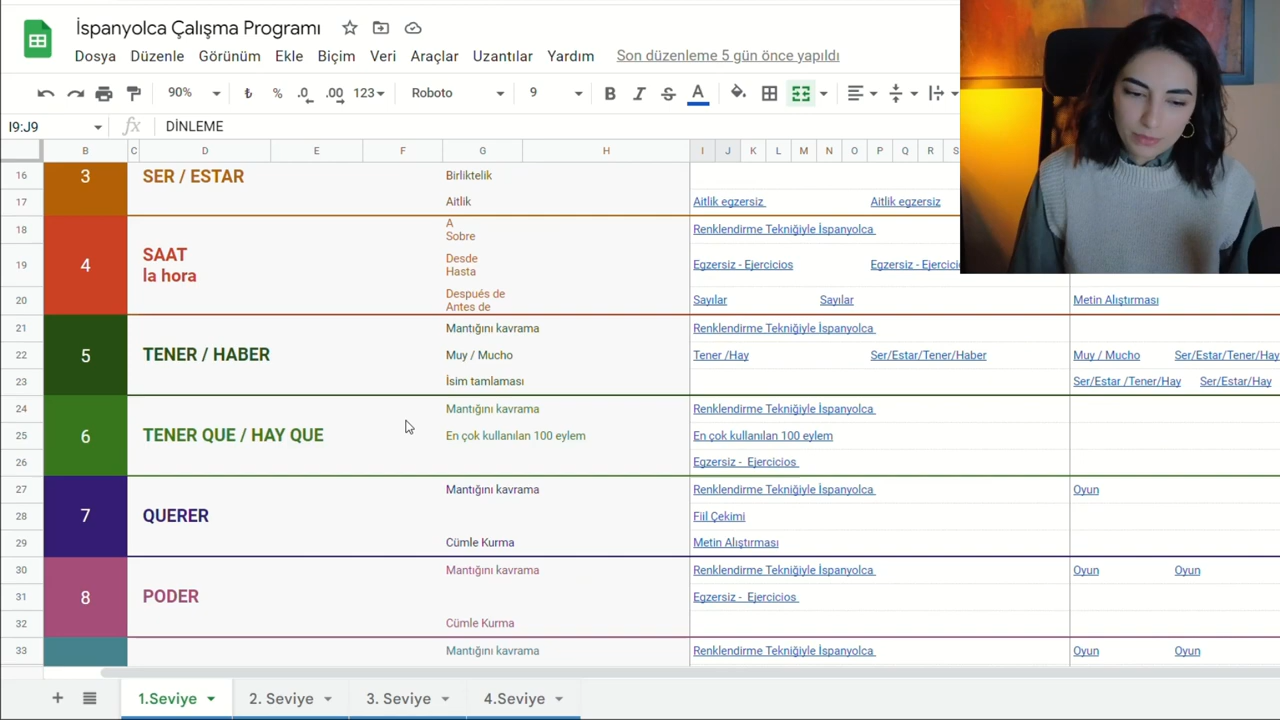 İspanyolca Çalışma Programı
Dosya Düzenle Görünüm Ekle Biçim Veri Araçlar Uzantılar Yardım Son düzenleme 5 gün önce yapıldı
90% ₺ % .0 .00 123 Roboto 9 B I S A
I9:J9 fx DİNLEME
B C D E F G H I J K L M N O P Q R S
16 3 SER / ESTAR Birliktelik
17 Aitlik Aitlik egzersiz Aitlik egzersiz
18 A Renklendirme Tekniğiyle İspanyolca
Sobre
4 SAAT
la hora
19 Desde Egzersiz - Ejercicios
Hasta
20 Después de Sayılar Sayılar Metin Alıştırması
Antes de
21 Mantığını kavrama Renklendirme Tekniğiyle İspanyolca
22 5 TENER / HABER Muy / Mucho Tener /Hay Ser/Estar/Tener/Haber Muy / Mucho Ser/Estar/Tener/Hay
23 İsim tamlaması Ser/Estar /Tener/Hay Ser/Estar/Hay
24 Mantığını kavrama Renklendirme Tekniğiyle İspanyolca
25 6 TENER QUE / HAY QUE En çok kullanılan 100 eylem En çok kullanılan 100 eylem
26 Egzersiz - Ejercicios
27 Mantığını kavrama Renklendirme Tekniğiyle İspanyolca Oyun
28 7 QUERER Fiil Çekimi
29 Cümle Kurma Metin Alıştırması
30 Mantığını kavrama Renklendirme Tekniğiyle İspanyolca Oyun Oyun
31 8 PODER Egzersiz - Ejercicios
32 Cümle Kurma
33 Mantığını kavrama Renklendirme Tekniğiyle İspanyolca Oyun Oyun
+ 1.Seviye 2. Seviye 3. Seviye 4.Seviye